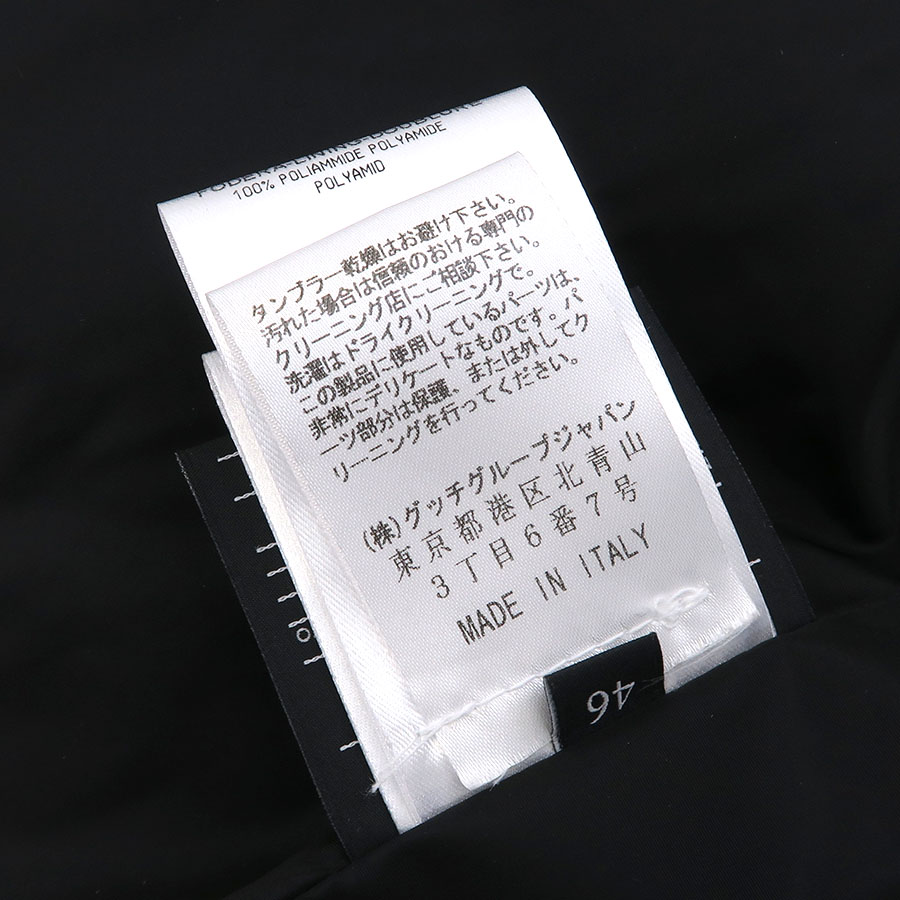 FODERA-LINING-DOUBLURE
100% POLIAMMIDE POLYAMIDE
POLYAMID
タンブラー乾燥はお避け下さい。
汚れた場合は信頼のおける専門の
クリーニング店にご相談下さい。
洗濯はドライクリーニングで。
この製品に使用しているパーツは、
非常にデリケートなものです。パ
ーツ部分は保護、または外してク
リーニングを行ってください。
(株)グッチグループジャパン
東京都港区北青山
3丁目6番7号
MADE IN ITALY
46